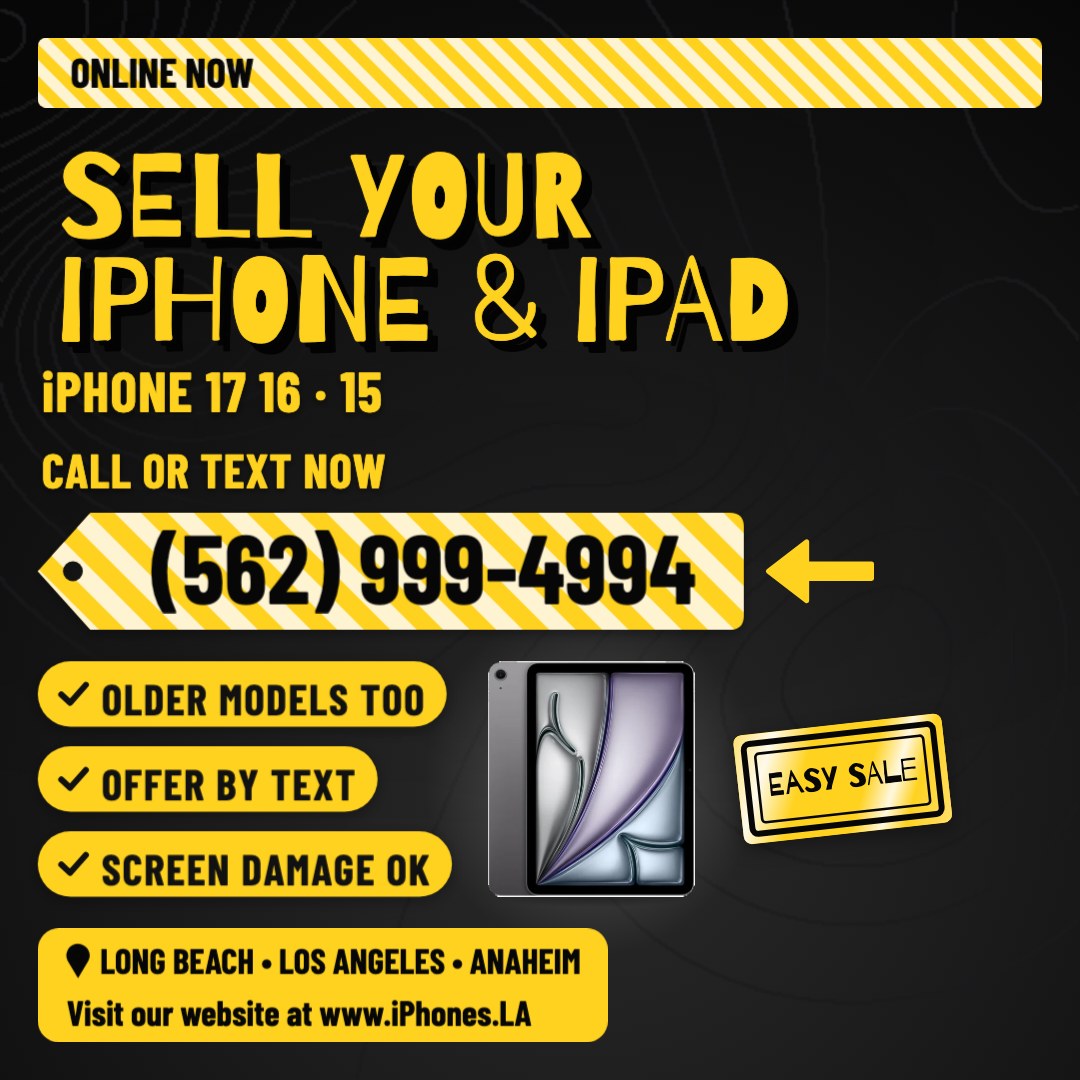 ONLINE NOW
SELL YOUR
IPHONE & IPAD
iPHONE 17 16 · 15
CALL OR TEXT NOW
(562) 999-4994
OLDER MODELS TOO
OFFER BY TEXT
SCREEN DAMAGE OK
EASY SALE
LONG BEACH • LOS ANGELES • ANAHEIM
Visit our website at www.iPhones.LA